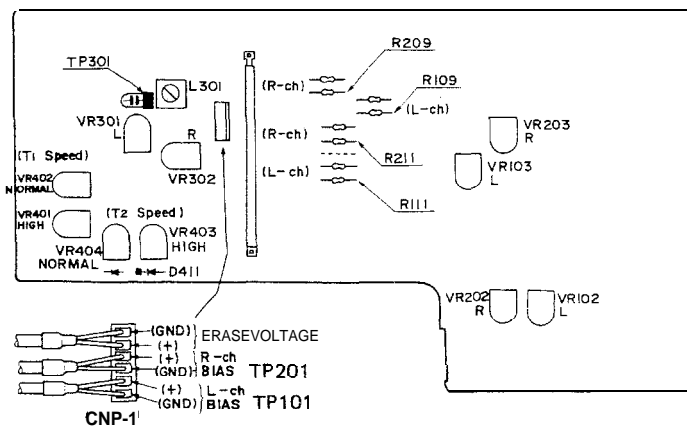 R209
TP301
R109
L301
(R-ch)
(L-ch)
VR301
L
R
(R-ch)
VR203
R
(T1 Speed)
R211
VR302
(L-ch)
VR103
L
VR402
NORMAL
R111
VR401
HIGH
(T2 Speed)
VR403
HIGH
VR404
NORMAL
D411
VR202
R
VR102
L
(GND)
ERASEVOLTAGE
(+)
(+)
R-ch
(GND)
BIAS
TP201
(+)
L-ch
(GND)
BIAS
TP101
CNP-1